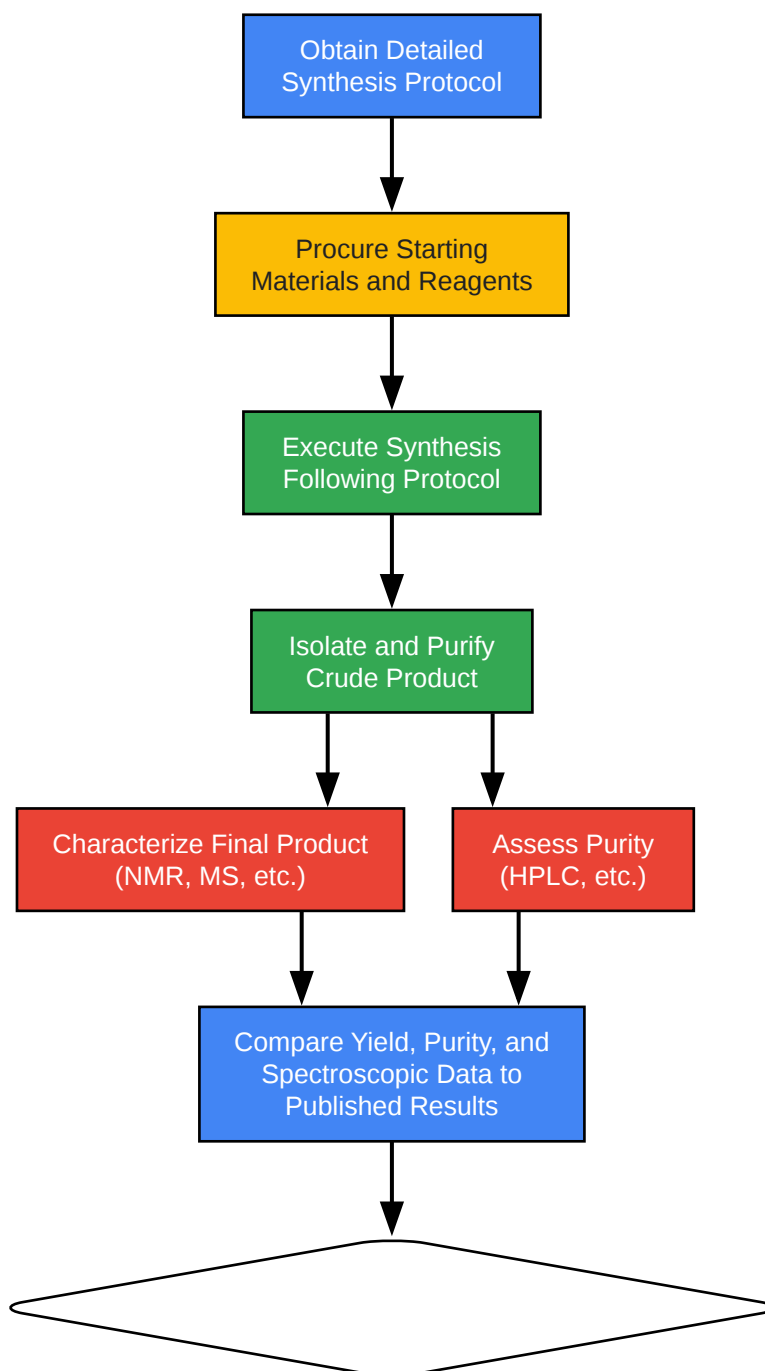 Obtain Detailed
Synthesis Protocol
Procure Starting
Materials and Reagents
Execute Synthesis
Following Protocol
Isolate and Purify
Crude Product
Characterize Final Product
(NMR, MS, etc.)
Assess Purity
(HPLC, etc.)
Compare Yield, Purity, and
Spectroscopic Data to
Published Results